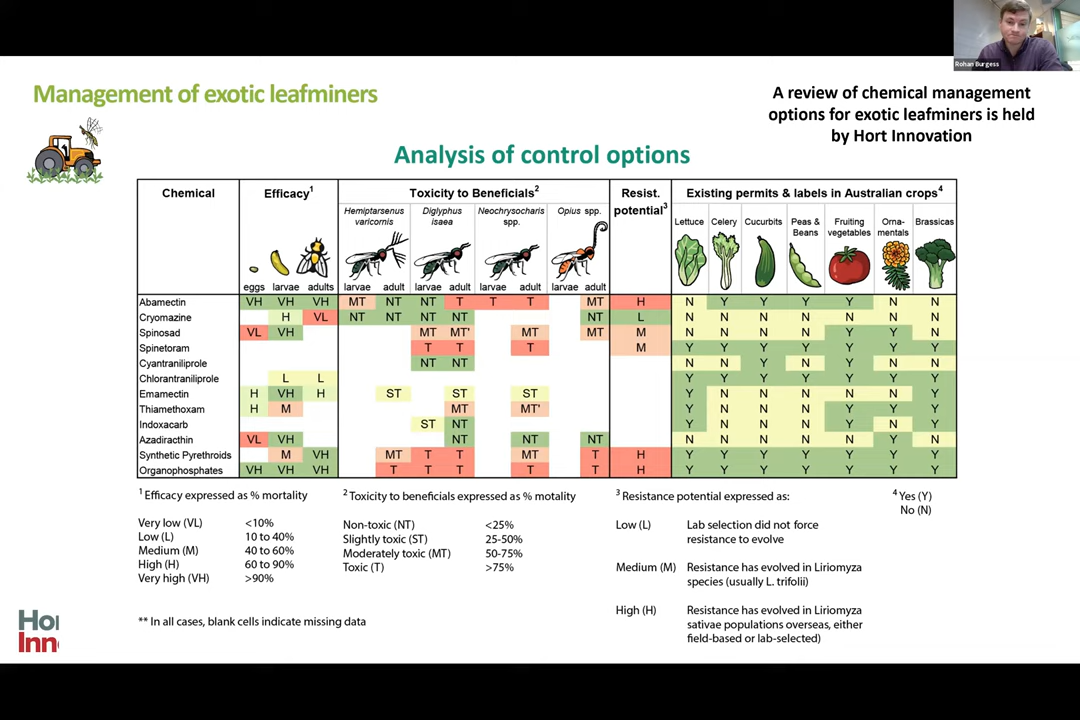 Rohan Burgess
Management of exotic leafminers
A review of chemical management
options for exotic leafminers is held
by Hort Innovation
Analysis of control options
Chemical Efficacy1 Toxicity to Beneficials2 Resist. potential3 Existing permits & labels in Australian crops4
Hemiptarsenus varicornis Diglyphus isaea Neochrysocharis spp. Opius spp.
Lettuce Celery Cucurbits Peas & Beans Fruiting vegetables Orna-mentals Brassicas
eggs larvae adults larvae adult larvae adult larvae adult larvae adult
Abamectin VH VH VH MT NT NT T T T MT H N Y Y Y Y N N
Cryomazine H VL NT NT NT NT NT L N N N N N N N
Spinosad VL VH MT MT' MT MT M N N N N Y Y N
Spinetoram T T T M Y Y Y Y Y Y Y
Cyantraniliprole NT NT N N Y N Y N N
Chlorantraniliprole L L Y Y Y Y Y Y Y
Emamectin H VH H ST ST ST Y N N N Y N Y
Thiamethoxam H M MT MT' Y N N N Y Y Y
Indoxacarb ST NT Y N N N Y N Y
Azadiracthin VL VH NT NT NT N N N N N Y N
Synthetic Pyrethroids M VH MT T T MT T H Y Y Y Y Y Y Y
Organophosphates VH VH VH T T T T T H Y Y Y Y Y Y Y
1 Efficacy expressed as % mortality
Very low (VL) <10%
Low (L) 10 to 40%
Medium (M) 40 to 60%
High (H) 60 to 90%
Very high (VH) >90%
2 Toxicity to beneficials expressed as % motality
Non-toxic (NT) <25%
Slightly toxic (ST) 25-50%
Moderately toxic (MT) 50-75%
Toxic (T) >75%
3 Resistance potential expressed as:
Low (L) Lab selection did not force
resistance to evolve
Medium (M) Resistance has evolved in Liriomyza
species (usually L. trifolii)
High (H) Resistance has evolved in Liriomyza
sativae populations overseas, either
field-based or lab-selected)
4 Yes (Y)
No (N)
** In all cases, blank cells indicate missing data
Hor
Inn